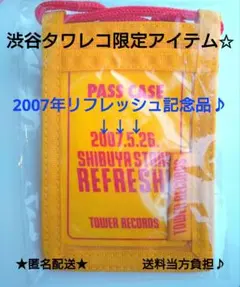 渋谷タワレコ限定アイテム☆
PASS CASE
2007年リフレッシュ記念品♪
↓↓↓
2007.5.26.
SHIBUYA STORE
REFRESH!
TOWER RECORDS
TOWER RECORDS
★匿名配送★ 送料当方負担♪